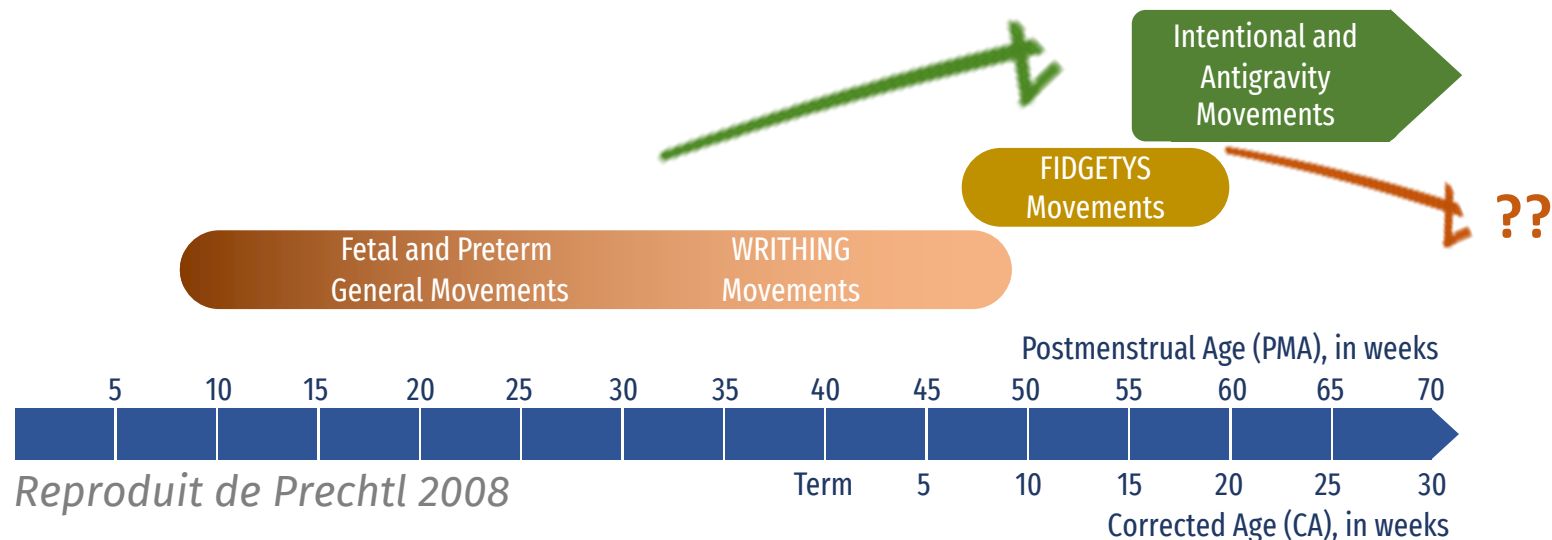 Intentional and
Antigravity
Movements
FIDGETYS
Movements
??
Fetal and Preterm
General Movements
WRITHING
Movements
Postmenstrual Age (PMA), in weeks
5 10 15 20 25 30 35 40 45 50 55 60 65 70
Reproduit de Prechtl 2008
Term 5 10 15 20 25 30
Corrected Age (CA), in weeks